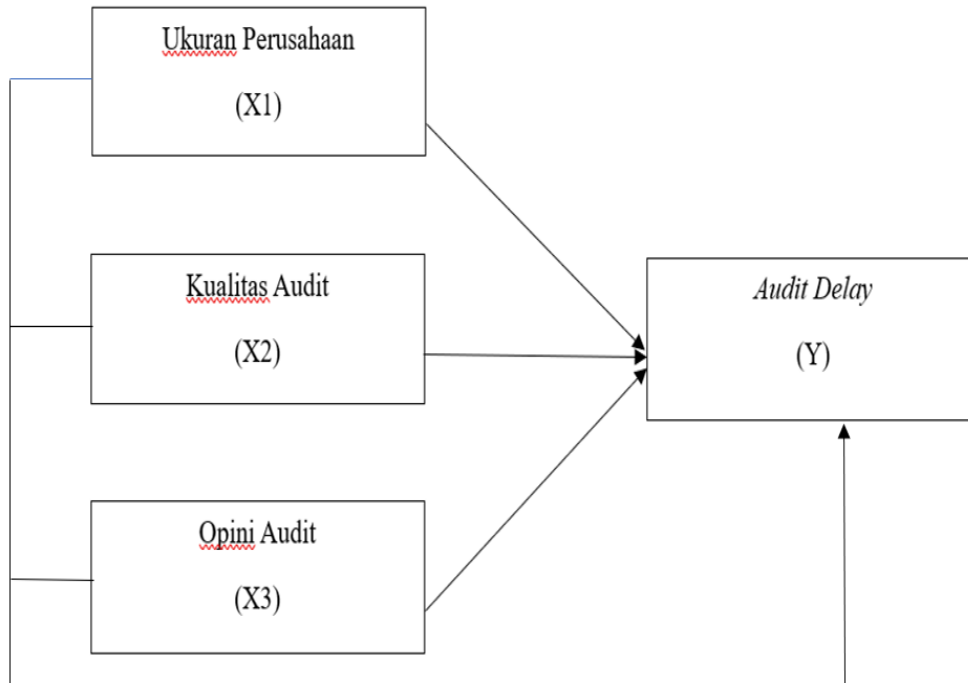 Ukuran Perusahaan
(X1)
Kualitas Audit
(X2)
Opini Audit
(X3)
Audit Delay
(Y)